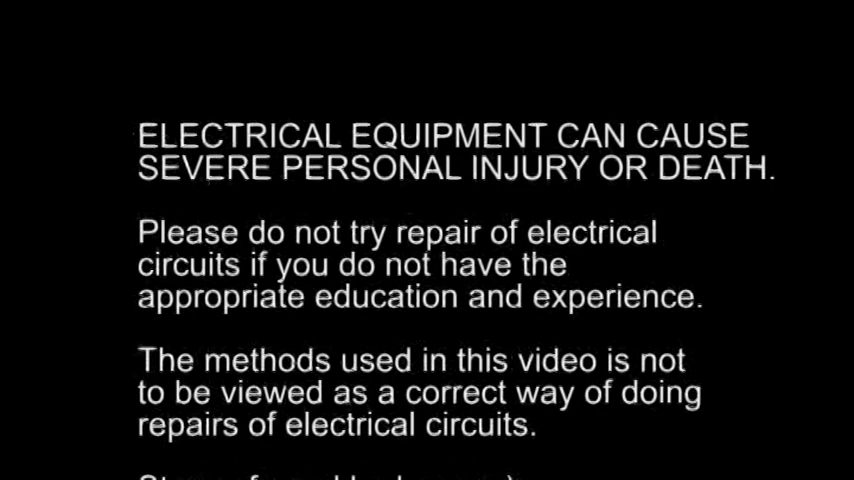 ELECTRICAL EQUIPMENT CAN CAUSE
SEVERE PERSONAL INJURY OR DEATH.
Please do not try repair of electrical
circuits if you do not have the
appropriate education and experience.
The methods used in this video is not
to be viewed as a correct way of doing
repairs of electrical circuits.